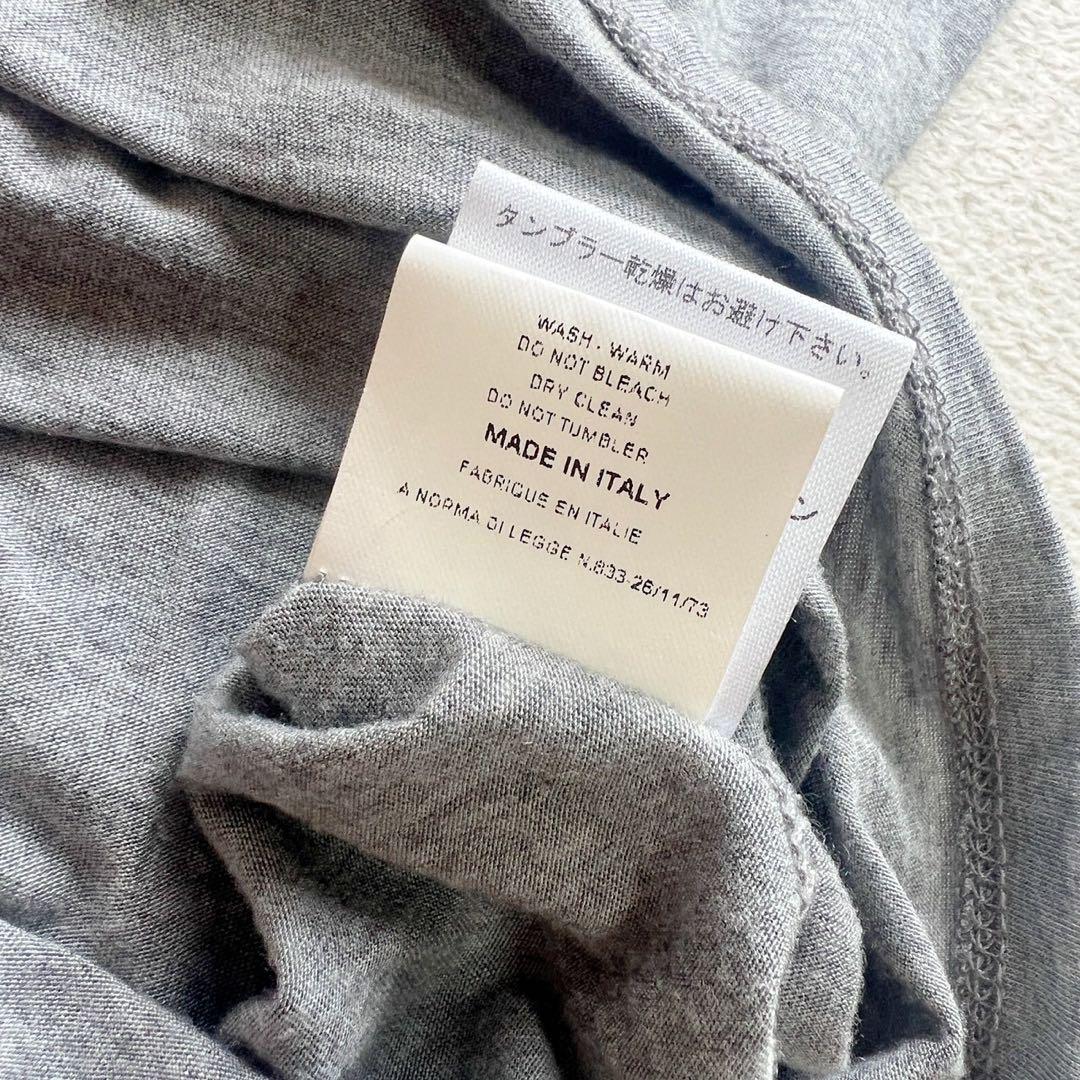 タンブラー乾燥はお避け下さい。
WASH . WARM
DO NOT BLEACH
DRY CLEAN
DO NOT TUMBLER
MADE IN ITALY
FABRIQUE EN ITALIE
A NORMA DI LEGGE N.833-26/11/73
ン